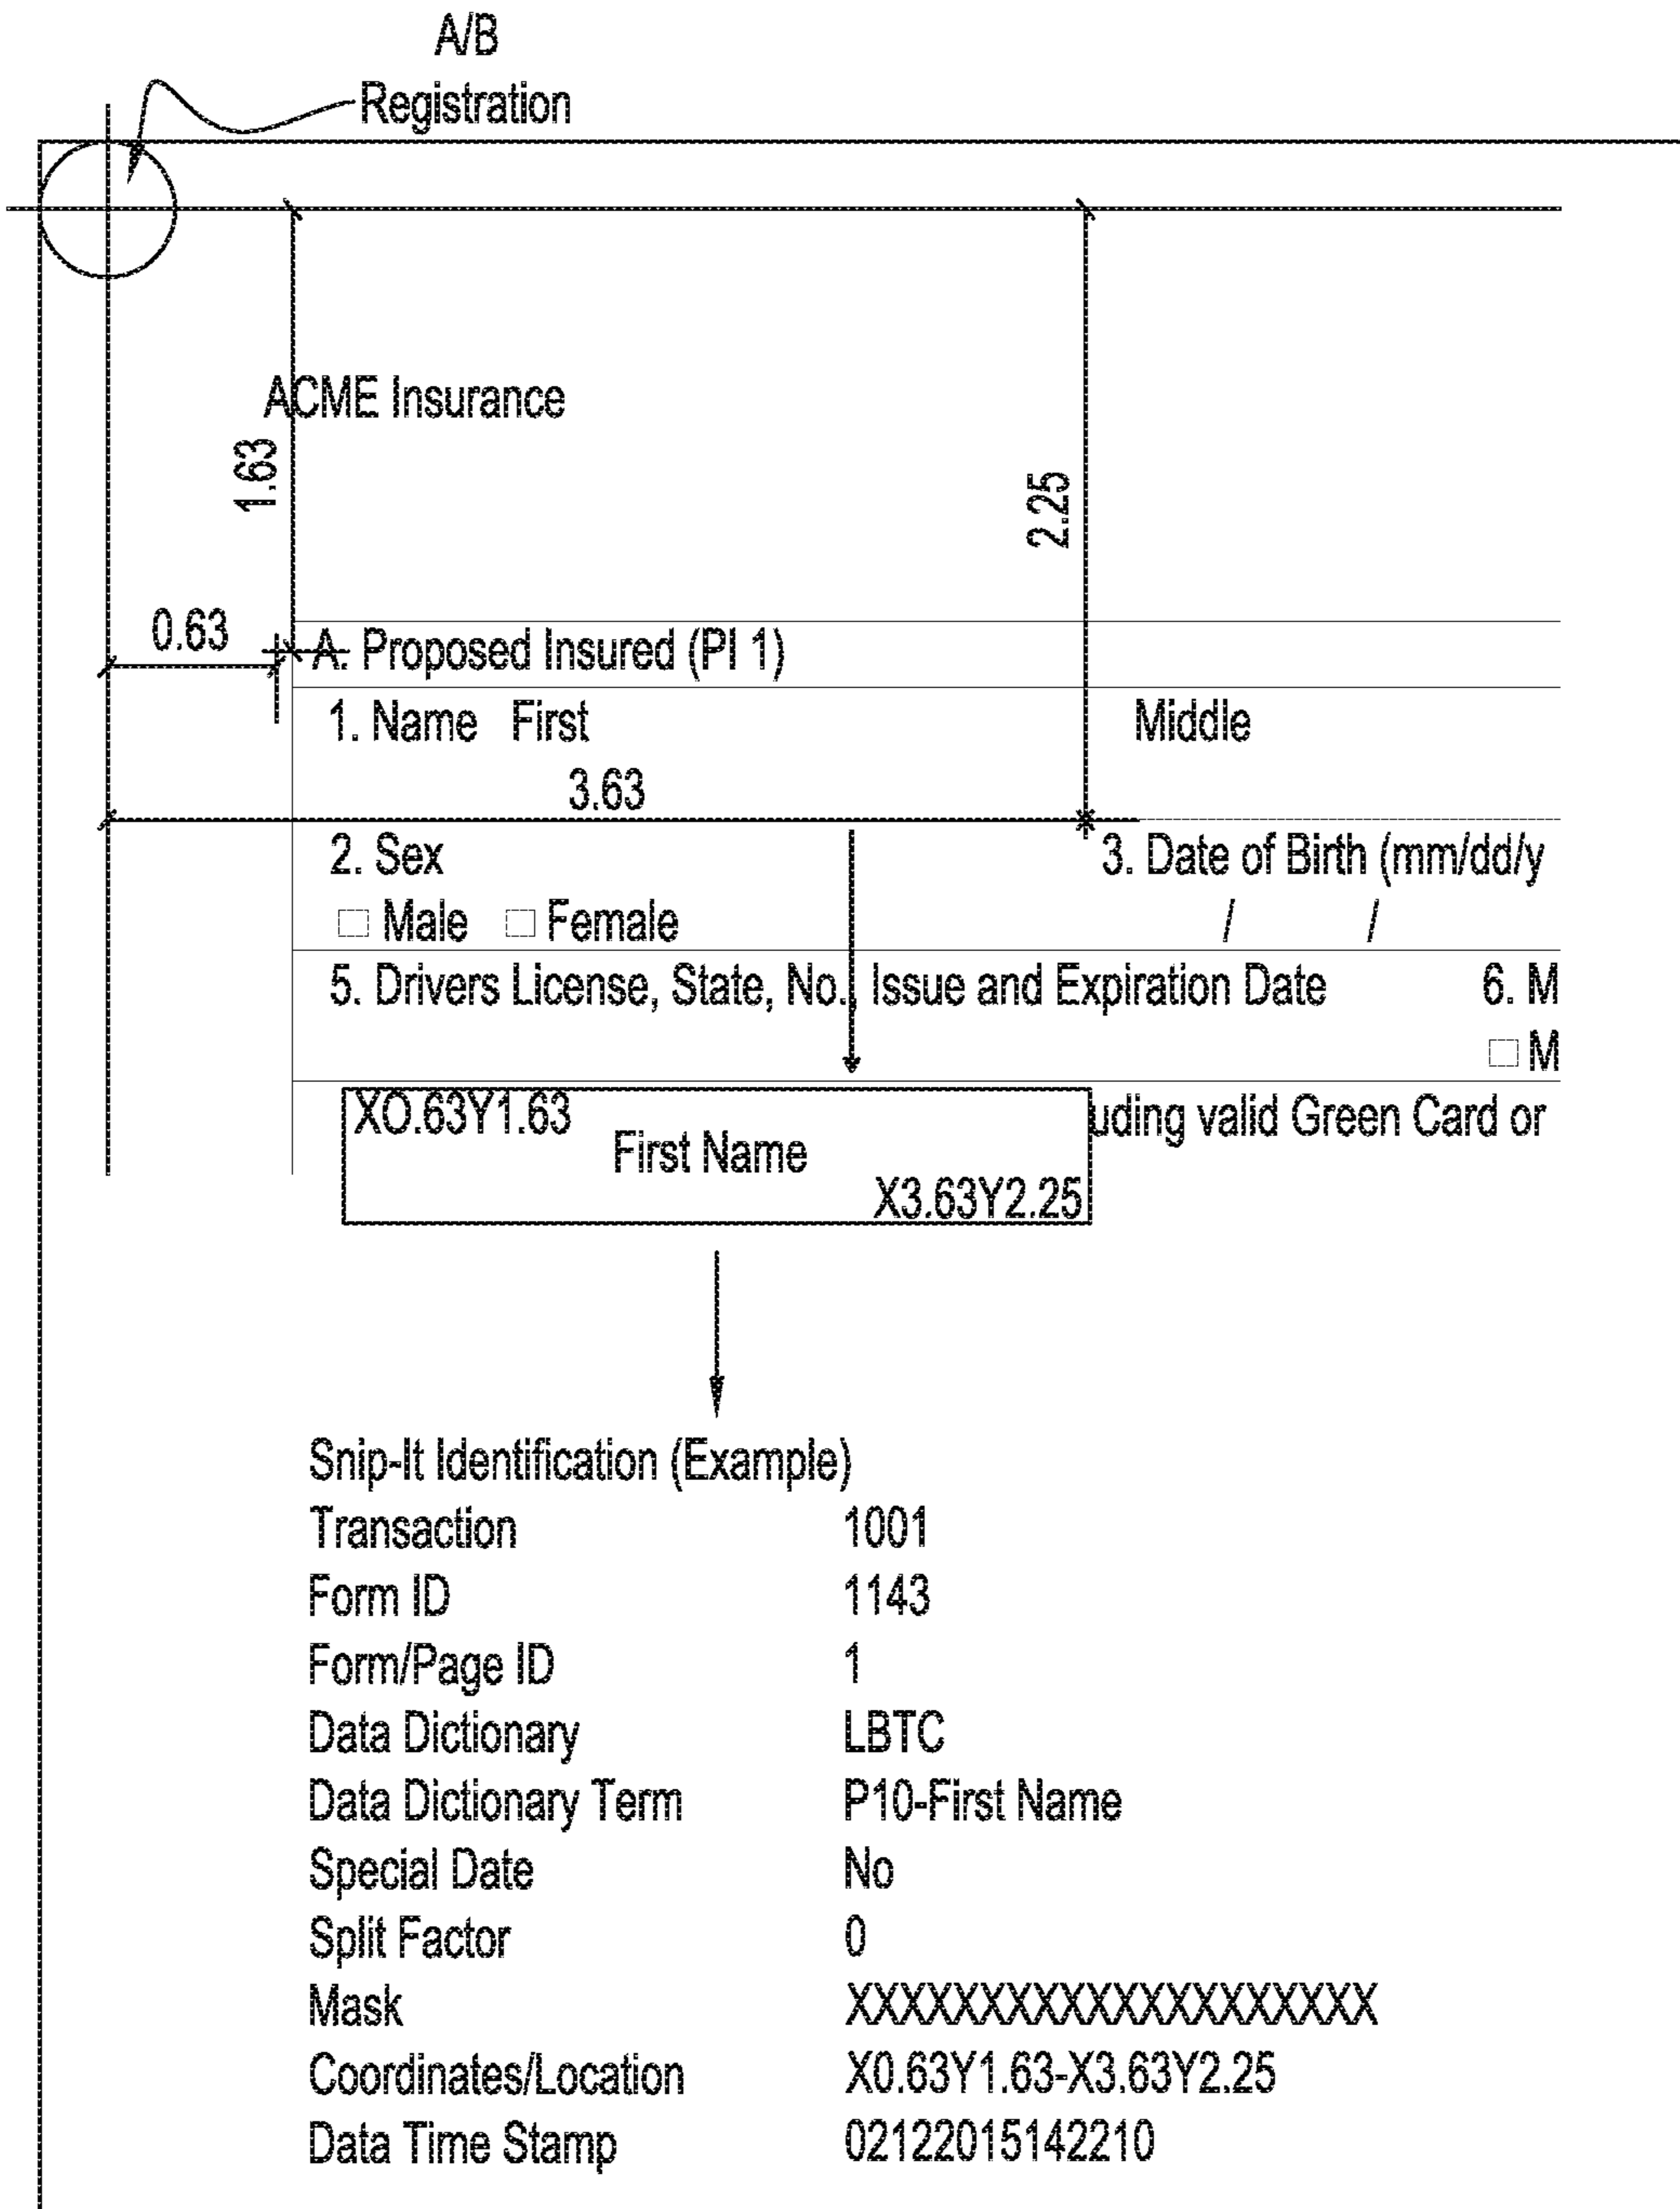 A/B
Registration
ACME Insurance
1.63
2.25
0.63
A. Proposed Insured (PI 1)
1. Name First Middle
3.63
2. Sex 3. Date of Birth (mm/dd/y
Male Female / /
5. Drivers License, State, No., Issue and Expiration Date 6. M
M
XO.63Y1.63 uding valid Green Card or
First Name
X3.63Y2.25
Snip-It Identification (Example)
Transaction 1001
Form ID 1143
Form/Page ID 1
Data Dictionary LBTC
Data Dictionary Term P10-First Name
Special Date No
Split Factor 0
Mask XXXXXXXXXXXXXXXXXXXX
Coordinates/Location X0.63Y1.63-X3.63Y2.25
Data Time Stamp 02122015142210